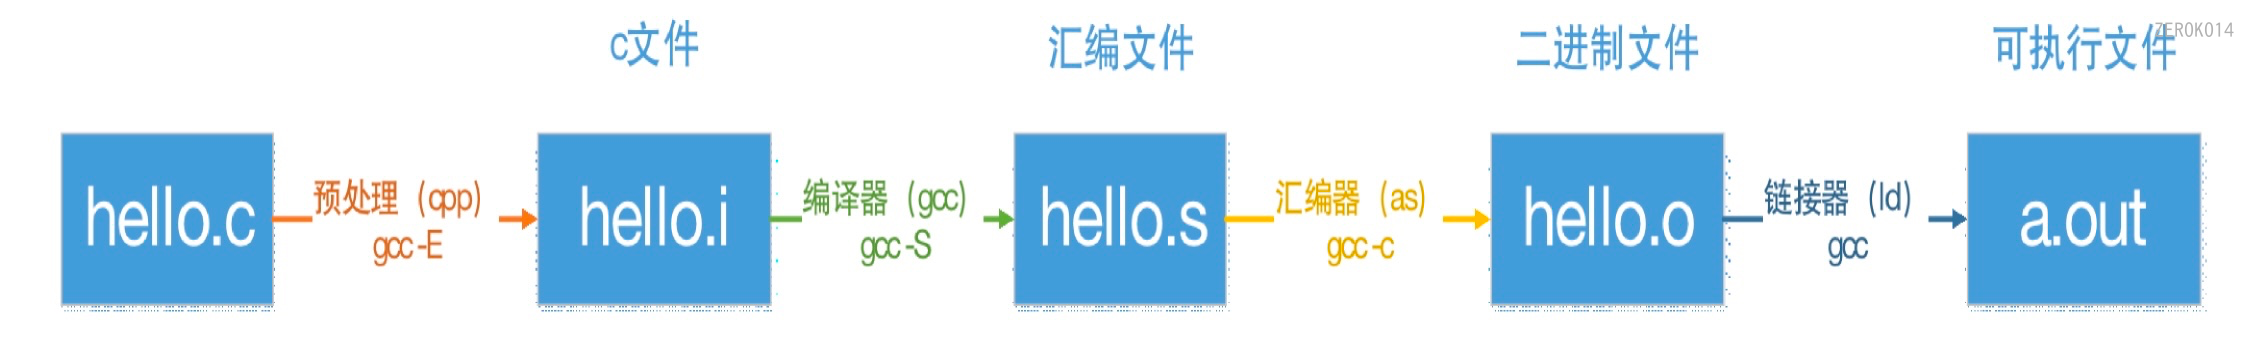 c文件
汇编文件
二进制文件
可执行文件
ZEROK014
hello.c
预处理（cpp）
gcc -E
hello.i
编译器（gcc）
gcc -S
hello.s
汇编器（as）
gcc -c
hello.o
链接器（ld）
gcc
a.out